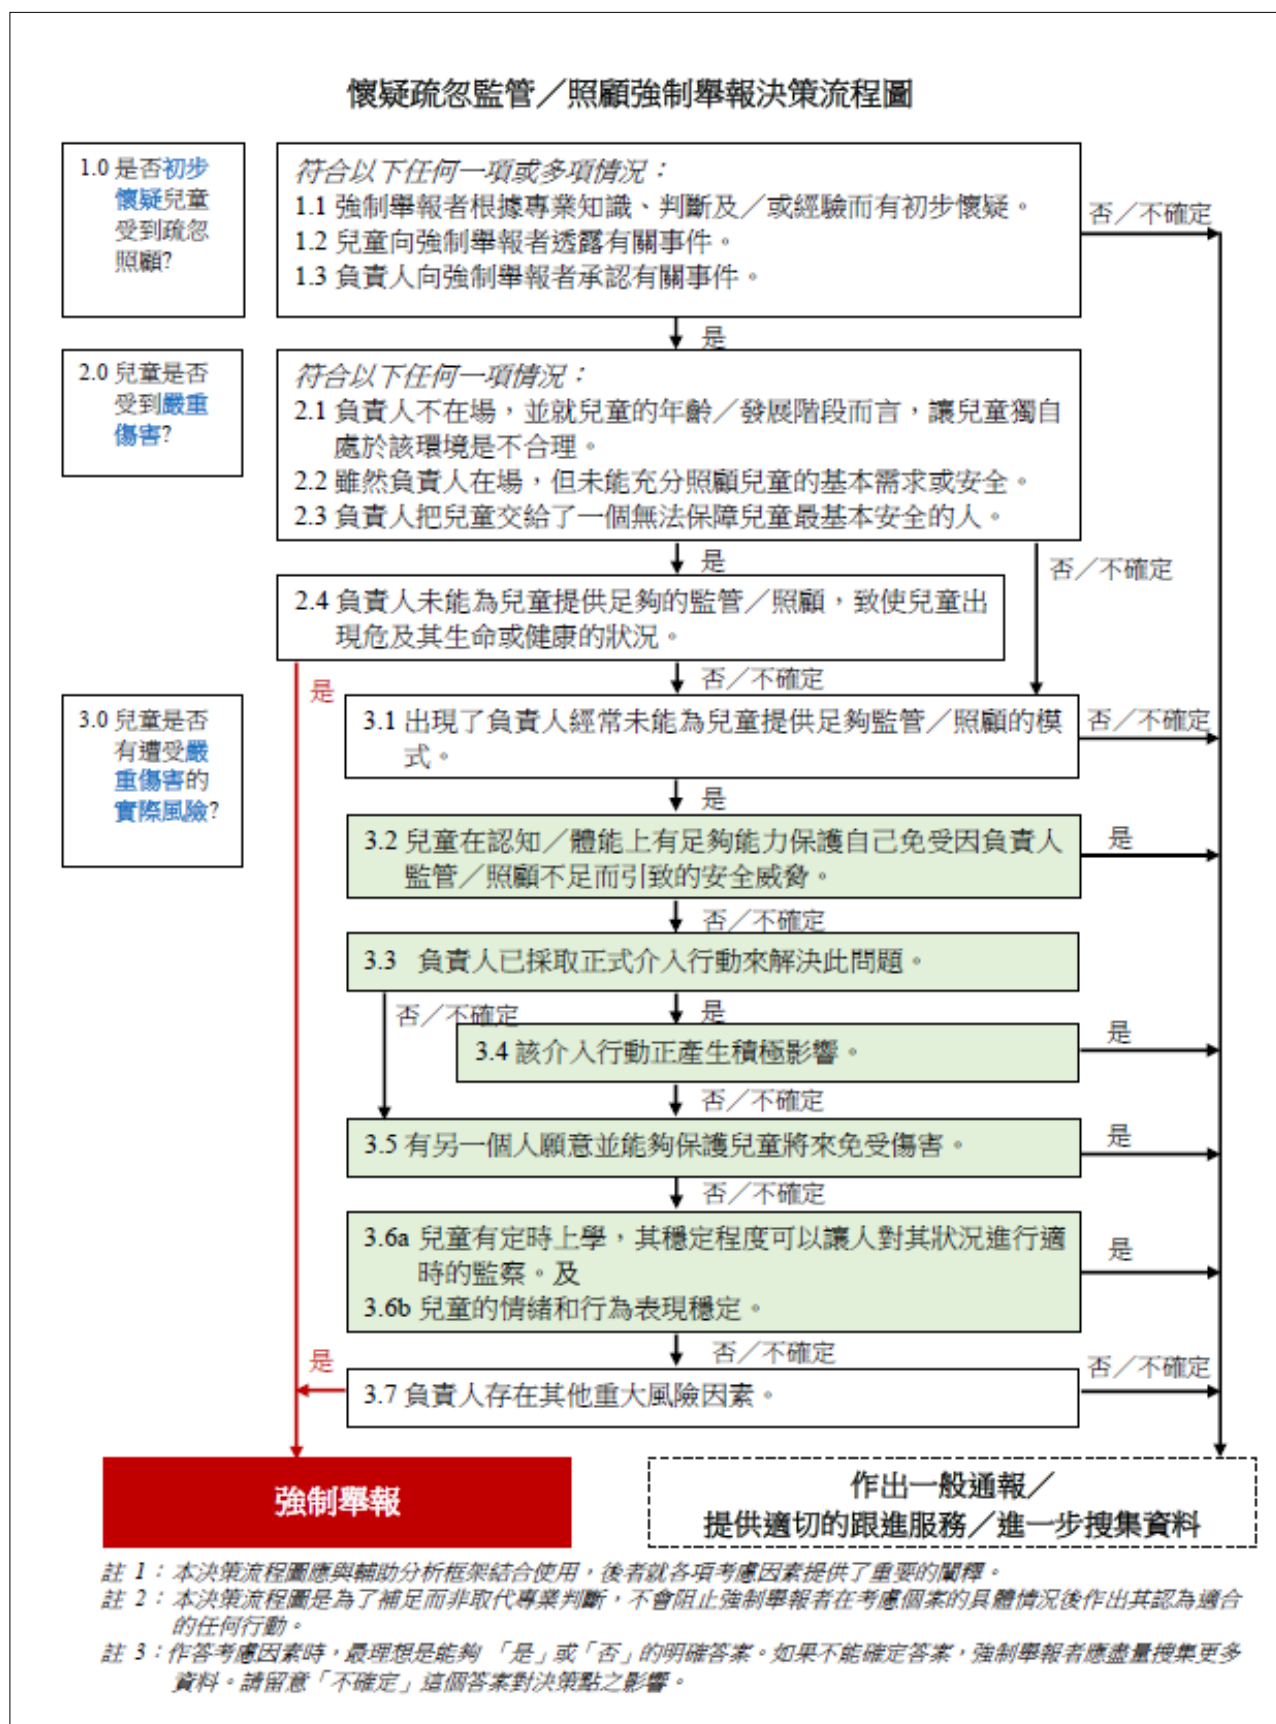 懷疑疏忽監管／照顧強制舉報決策流程圖
1.0 是否初步
懷疑兒童
受到疏忽
照顧?
符合以下任何一項或多項情況：
1.1 強制舉報者根據專業知識、判斷及／或經驗而有初步懷疑。
1.2 兒童向強制舉報者透露有關事件。
1.3 負責人向強制舉報者承認有關事件。
否／不確定
是
2.0 兒童是否
受到嚴重
傷害?
符合以下任何一項情況：
2.1 負責人不在場，並就兒童的年齡／發展階段而言，讓兒童獨自
處於該環境是不合理。
2.2 雖然負責人在場，但未能充分照顧兒童的基本需求或安全。
2.3 負責人把兒童交給了一個無法保障兒童最基本安全的人。
是
否／不確定
2.4 負責人未能為兒童提供足夠的監管／照顧，致使兒童出
現危及其生命或健康的狀況。
是
否／不確定
3.0 兒童是否
有遭受嚴
重傷害的
實際風險?
3.1 出現了負責人經常未能為兒童提供足夠監管／照顧的模
式。
否／不確定
是
3.2 兒童在認知／體能上有足夠能力保護自己免受因負責人
監管／照顧不足而引致的安全威脅。
是
否／不確定
3.3 負責人已採取正式介入行動來解決此問題。
否／不確定
是
3.4 該介入行動正產生積極影響。
是
否／不確定
3.5 有另一個人願意並能夠保護兒童將來免受傷害。
是
否／不確定
3.6a 兒童有定時上學，其穩定程度可以讓人對其狀況進行適
時的監察。及
3.6b 兒童的情緒和行為表現穩定。
是
否／不確定
是
3.7 負責人存在其他重大風險因素。
否／不確定
強制舉報
作出一般通報／
提供適切的跟進服務／進一步搜集資料
註 1：本決策流程圖應與輔助分析框架結合使用，後者就各項考慮因素提供了重要的闡釋。
註 2：本決策流程圖是為了補足而非取代專業判斷，不會阻止強制舉報者在考慮個案的具體情況後作出其認為適合
的任何行動。
註 3：作答考慮因素時，最理想是能夠 「是」或「否」的明確答案。如果不能確定答案，強制舉報者應盡量搜集更多
資料。請留意「不確定」這個答案對決策點之影響。